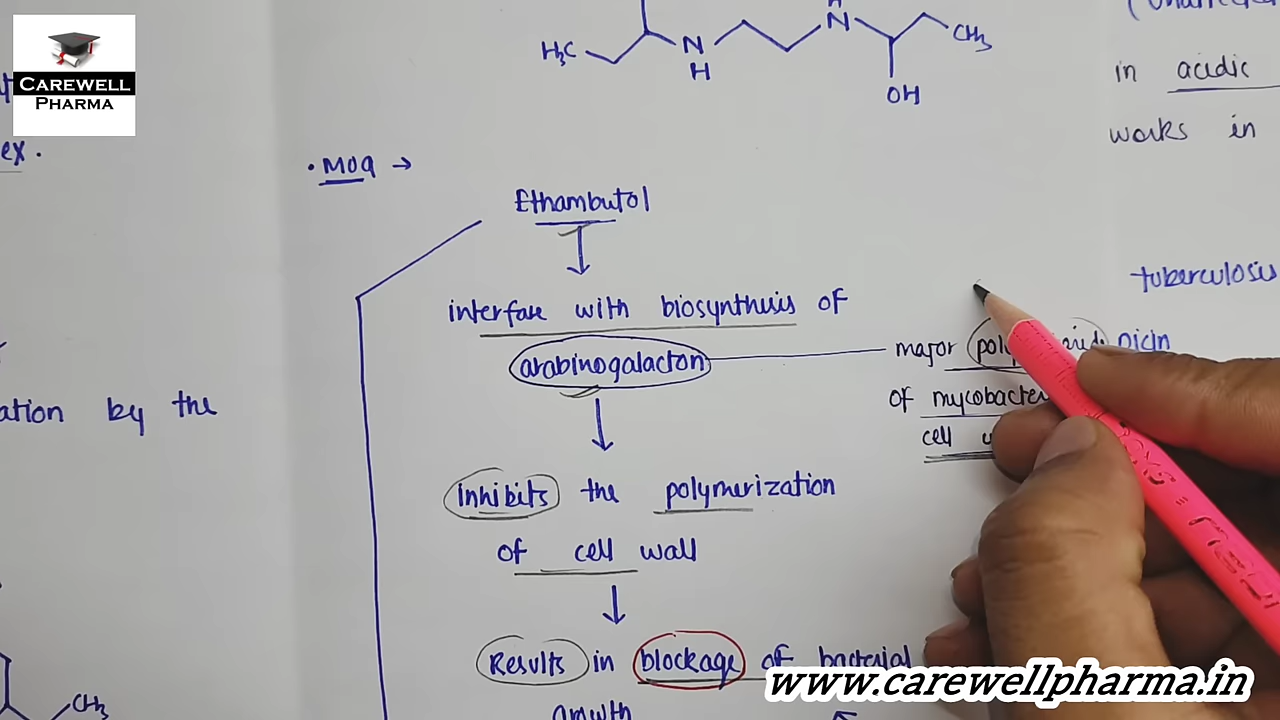 CAREWELL
PHARMA
H₃C
N
H
N
CH₃
OH
in acidic
works in
ex.
• MOA →
Ethambutol
interfare with biosynthesis of
arabinogalacton
major
of
cell
tuberculosis
ation by the
inhibits the polymerization
of cell wall
Results in blockage of bacterial
growth
CH₃
www.carewellpharma.in